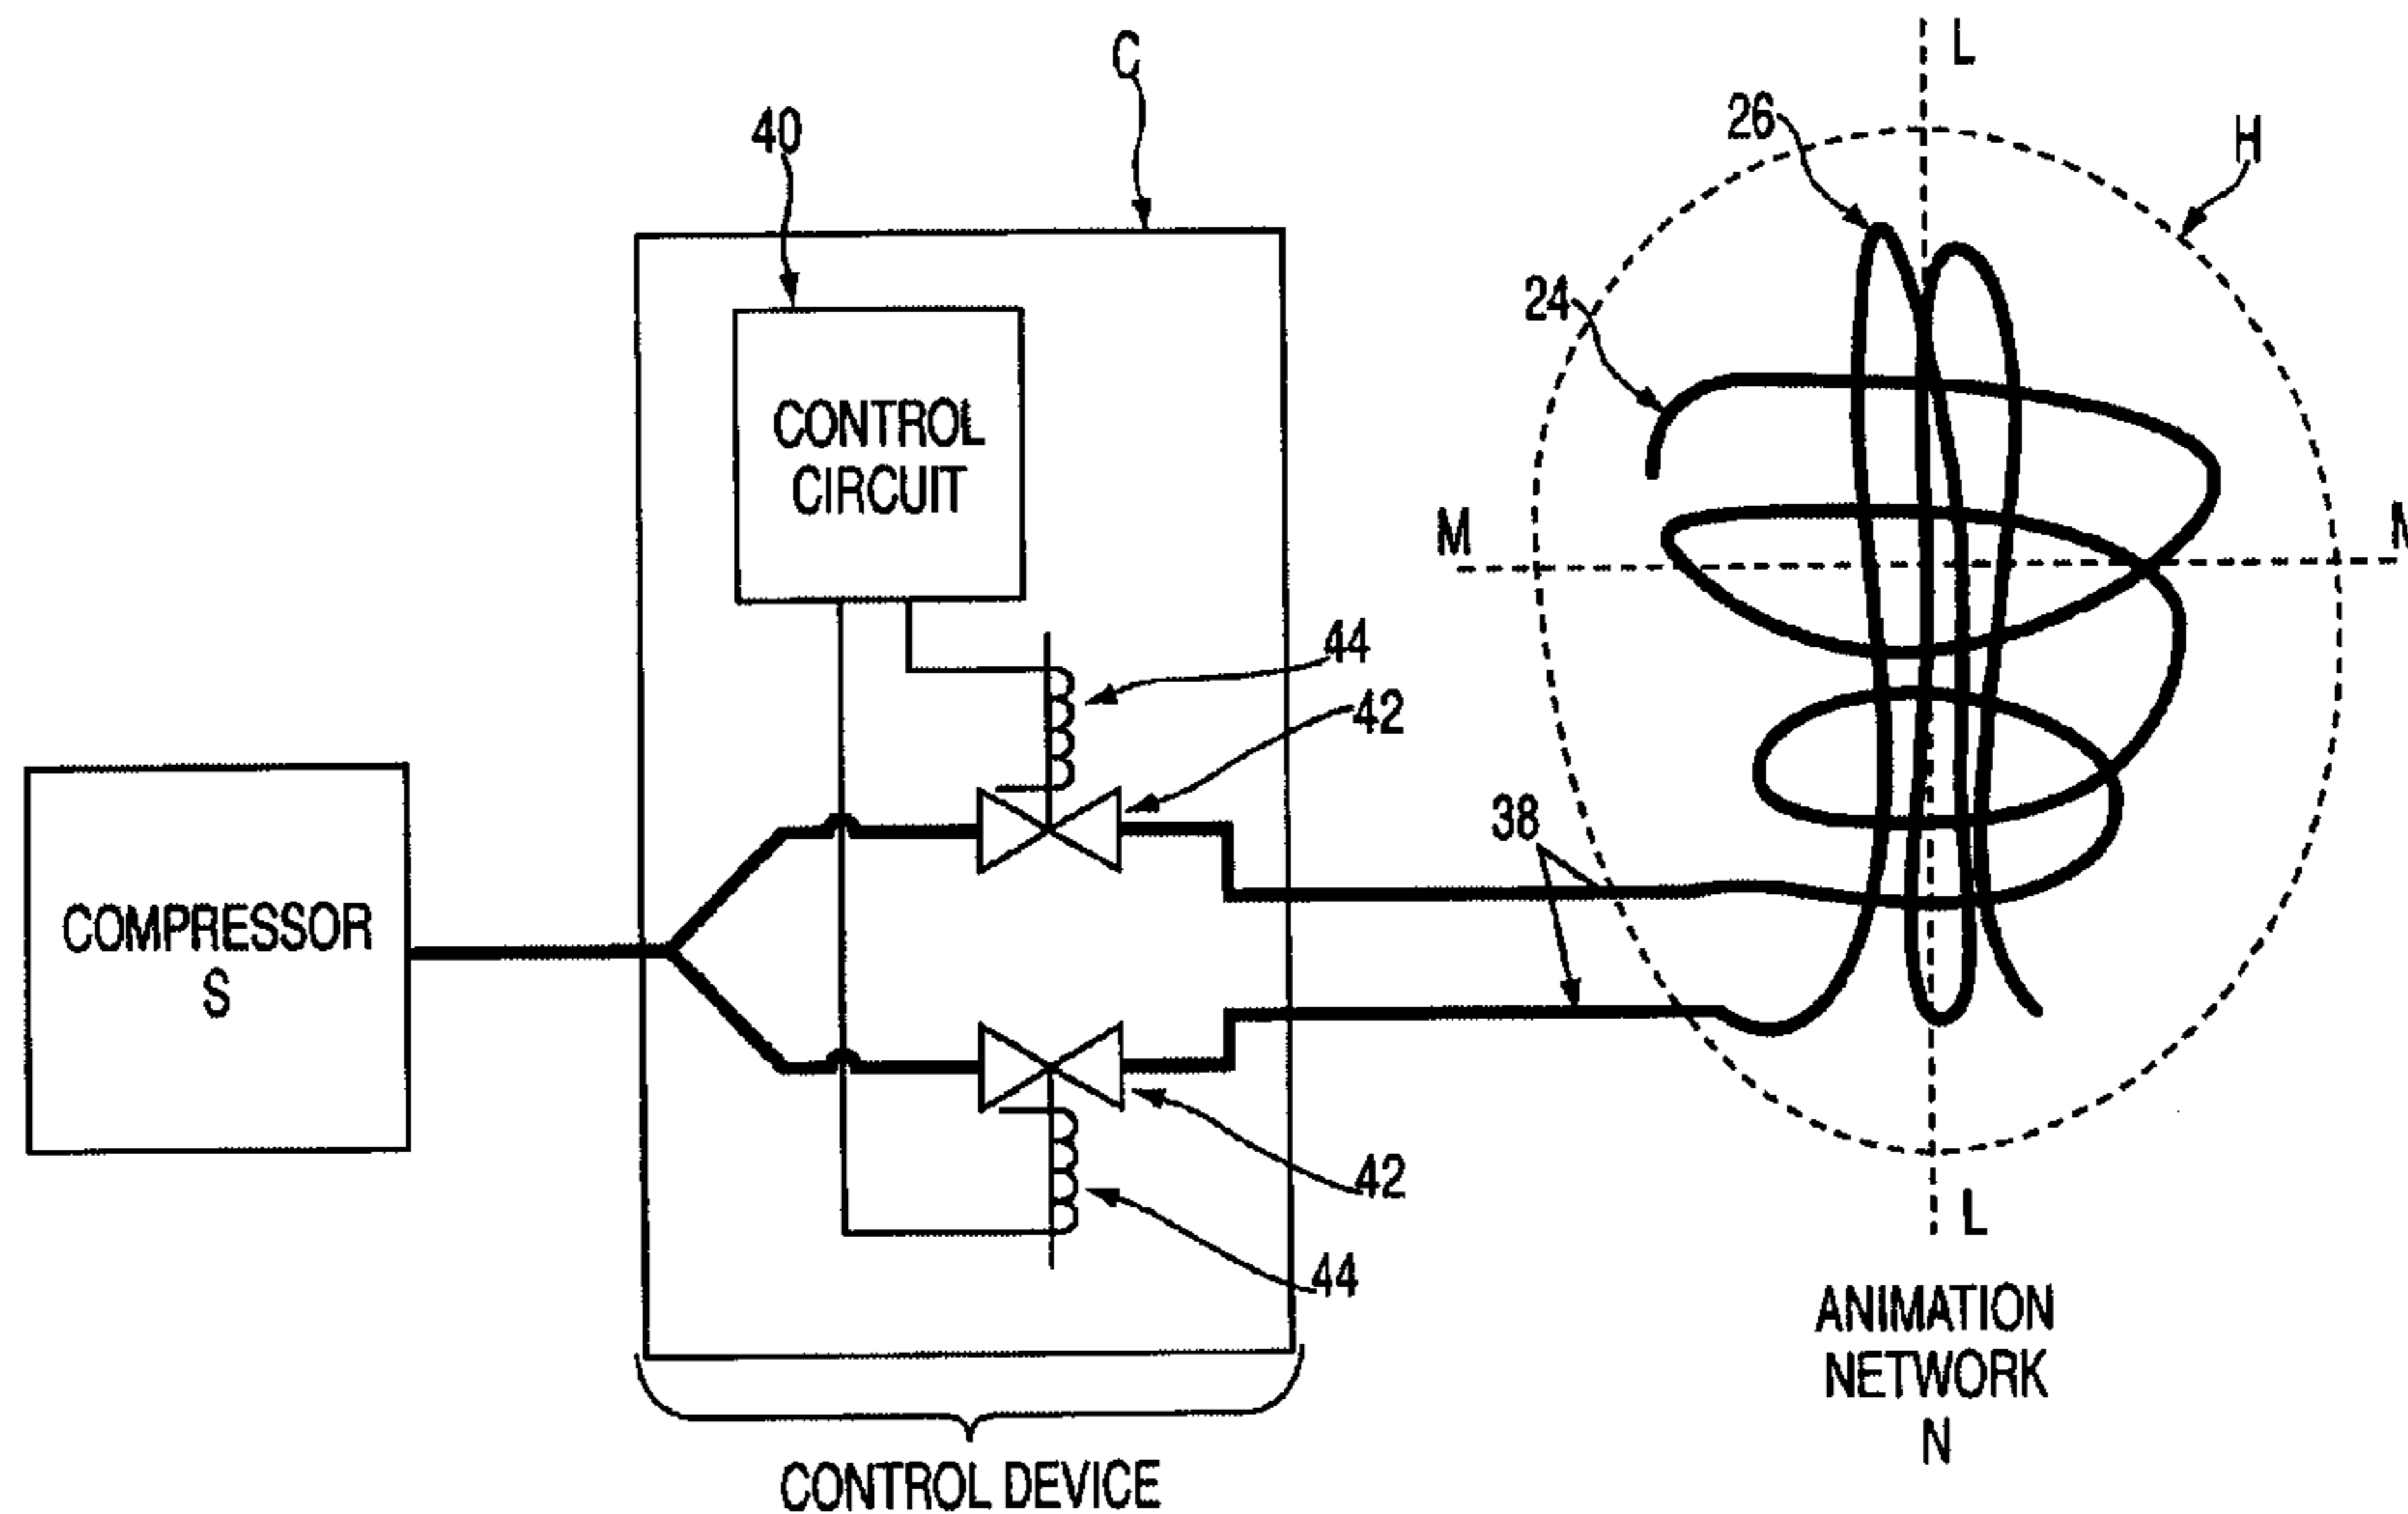 C
L
40
26
H
24
CONTROL
CIRCUIT
M
44
42
38
COMPRESSOR
S
42
44
L
ANIMATION
NETWORK
N
CONTROL DEVICE